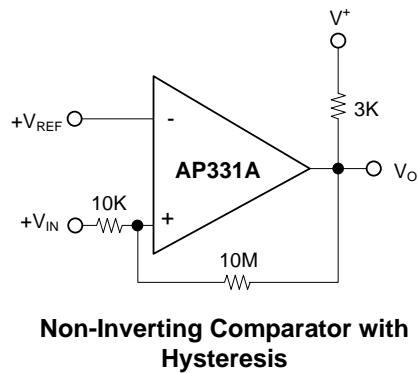 V+
3K
+VREF
-
AP331A
VO
+VIN
10K
+
10M
Non-Inverting Comparator with
Hysteresis